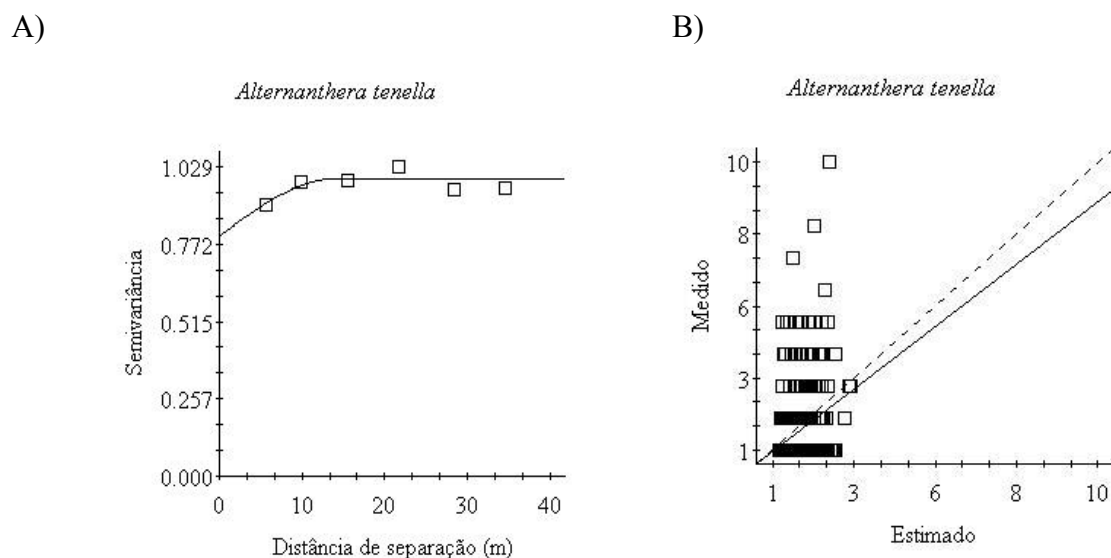 A)
B)
Alternanthera tenella
Alternanthera tenella
Semivariância
1.029
0.772
0.515
0.257
0.000
0
10
20
30
40
Distância de separação (m)
Medido
10
8
6
3
1
1
3
6
8
10
Estimado